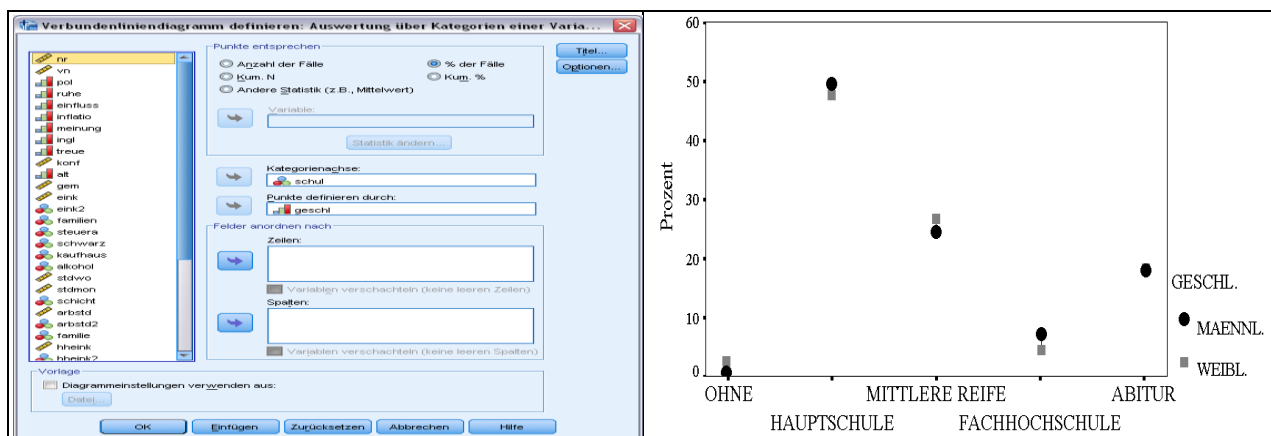 Verbundenliniendiagramm definieren: Auswertung über Kategorien einer Varia...
nr
vn
pol
ruhe
einfluss
inflatio
meinung
ingl
treue
konf
alt
gem
eink
eink2
familien
steuera
schwarz
kaufhaus
alkohol
stdwo
stdmon
schicht
arbstd
arbstd2
familie
hheink
hheink2
Punkte entsprechen
Anzahl der Fälle
% der Fälle
Kum. N
Kum. %
Andere Statistik (z.B., Mittelwert)
Variable:
Statistik ändern...
Kategorienachse:
schul
Punkte definieren durch:
geschl
Felder anordnen nach
Zeilen:
Variablen verschachteln (keine leeren Zeilen)
Spalten:
Variablen verschachteln (keine leeren Spalten)
Titel...
Optionen...
Vorlage
Diagrammeinstellungen verwenden aus:
Datei...
OK
Einfügen
Zurücksetzen
Abbrechen
Hilfe
Prozent
60
50
40
30
20
10
0
OHNE
HAUPTSCHULE
MITTLERE REIFE
FACHHOCHSCHULE
ABITUR
GESCHL.
MAENNL.
WEIBL.